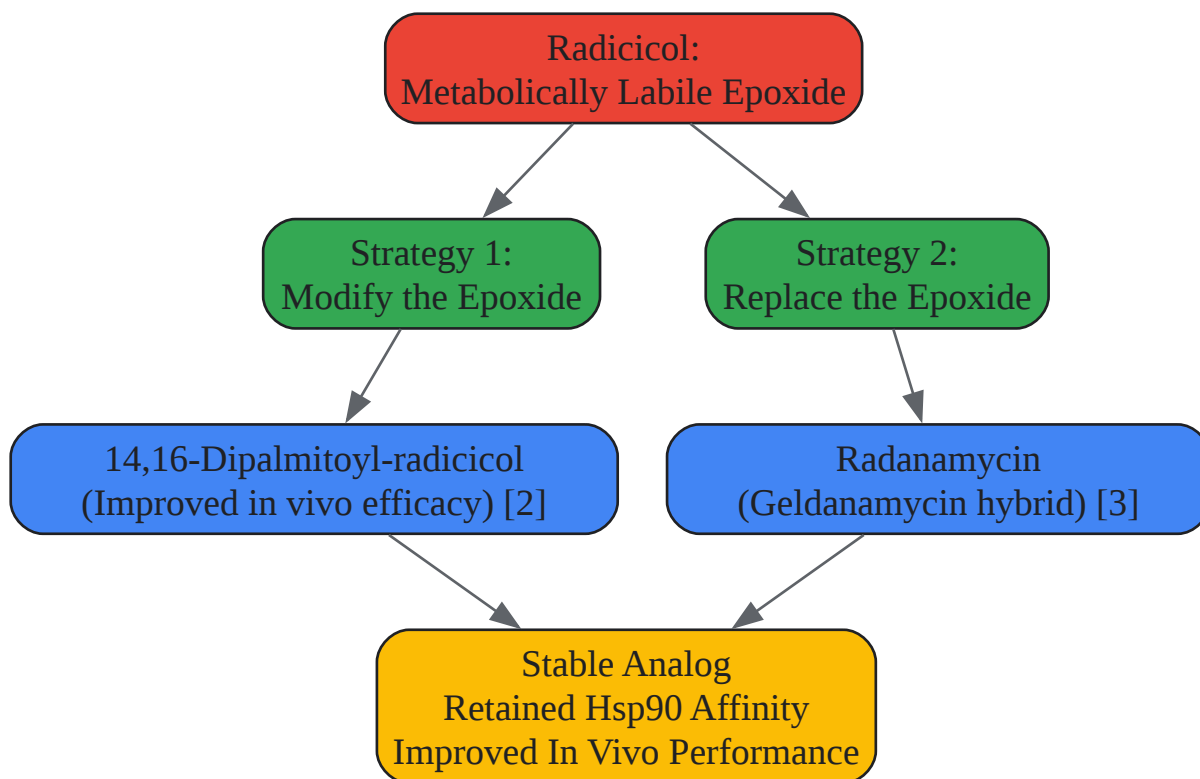 Radicicol:
Metabolically Labile Epoxide
Strategy 1:
Modify the Epoxide
Strategy 2:
Replace the Epoxide
14,16-Dipalmitoyl-radicicol
(Improved in vivo efficacy) [2]
Radanamycin
(Geldanamycin hybrid) [3]
Stable Analog
Retained Hsp90 Affinity
Improved In Vivo Performance